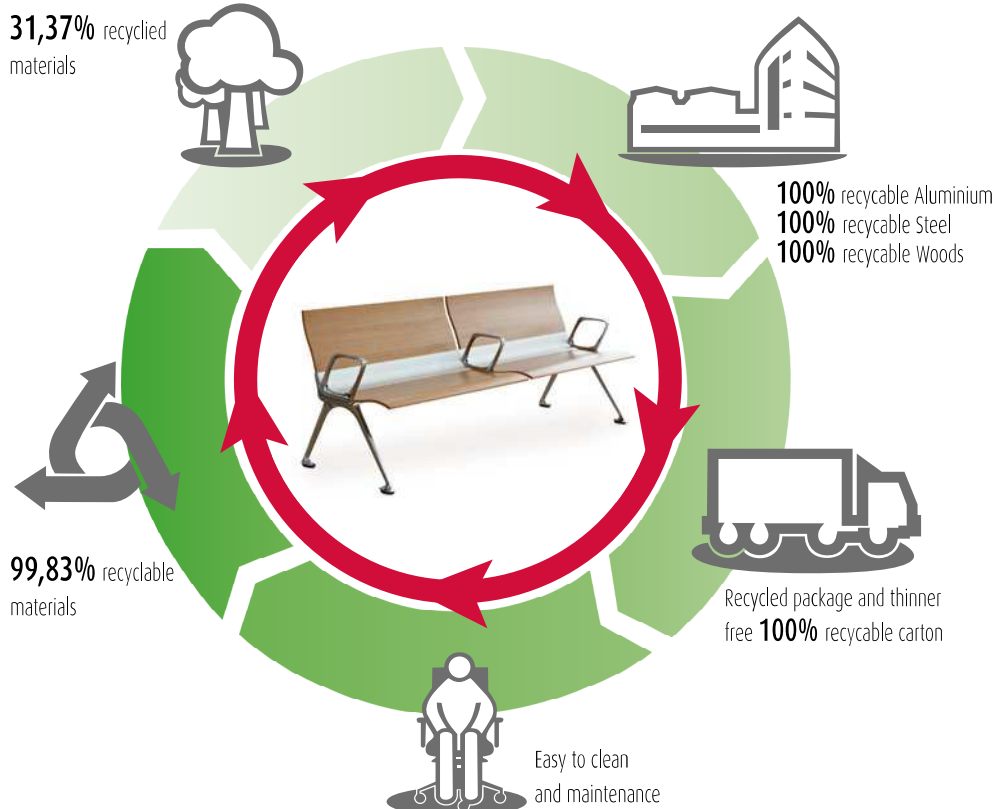 31,37% recyclied
materials
100% recycable Aluminium
100% recycable Steel
100% recycable Woods
Recycled package and thinner
free 100% recycable carton
Easy to clean
and maintenance
99,83% recyclable
materials